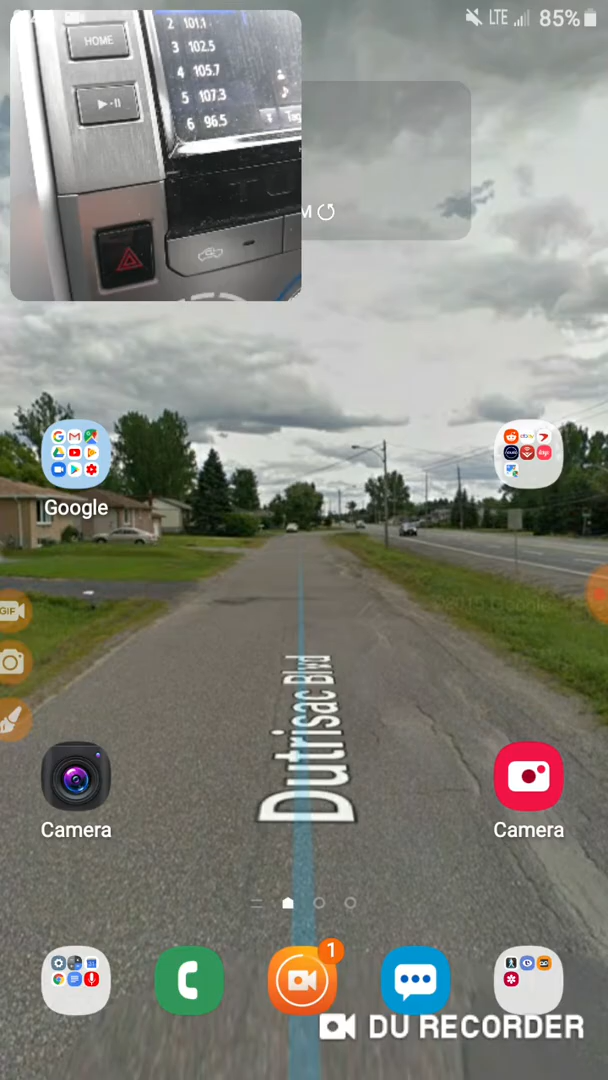 LTE 85%
HOME
2 101.1
3 102.5
4 105.7
5 107.3
6 96.5
Tag
M
Google
GIF
Dutrisac Blvd
Camera
Camera
1
DU RECORDER